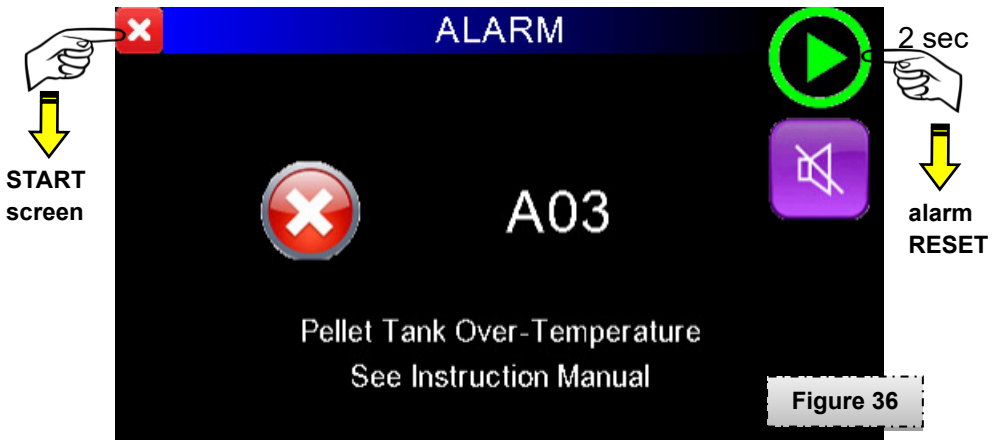 ALARM
2 sec
START
screen
A03
alarm
RESET
Pellet Tank Over-Temperature
See Instruction Manual
Figure 36